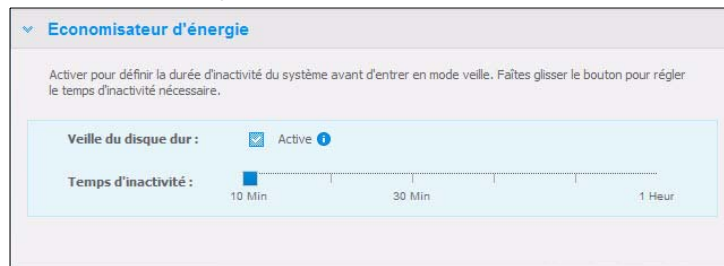 Economisateur d'énergie
Activer pour définir la durée d'inactivité du système avant d'entrer en mode veille. Faîtes glisser le bouton pour régler
le temps d'inactivité nécessaire.
Veille du disque dur : Active
Temps d'inactivité :
10 Min 30 Min 1 Heur